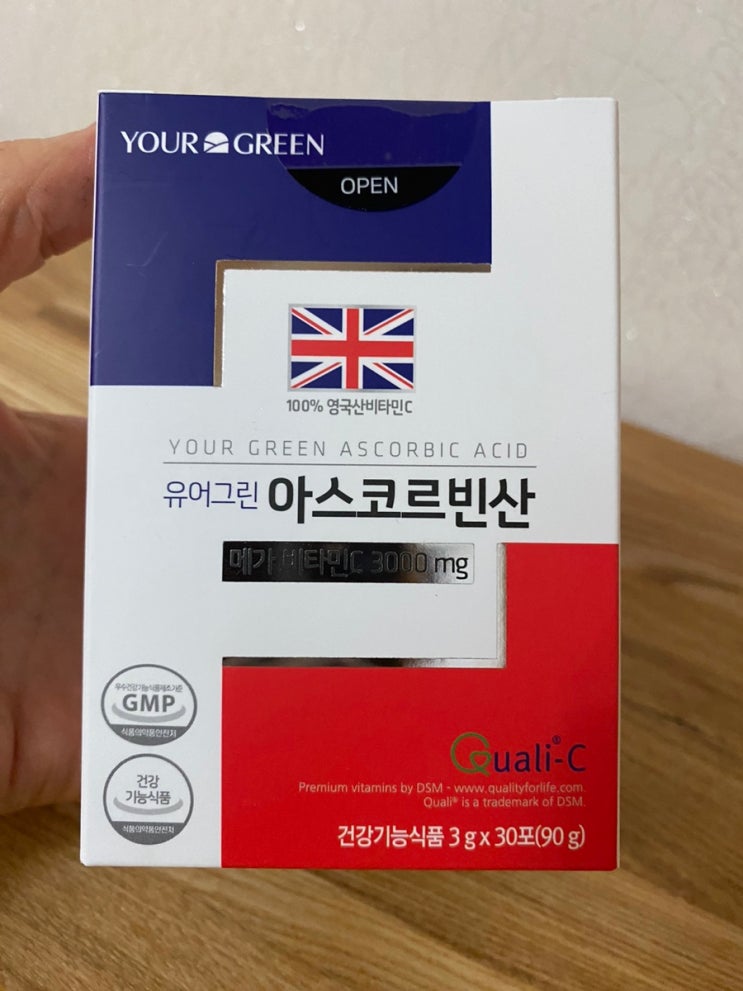 YOUR GREEN
OPEN
100% 영국산비타민C
YOUR GREEN ASCORBIC ACID
유어그린 아스코르빈산
메가 비타민C 3000 mg
우수건강기능식품제조기준
GMP
식품의약품안전처
건강
기능식품
식품의약품안전처
Quali®-C
Premium vitamins by DSM - www.qualityforlife.com
Quali® is a trademark of DSM.
건강기능식품 3 g x 30포(90 g)